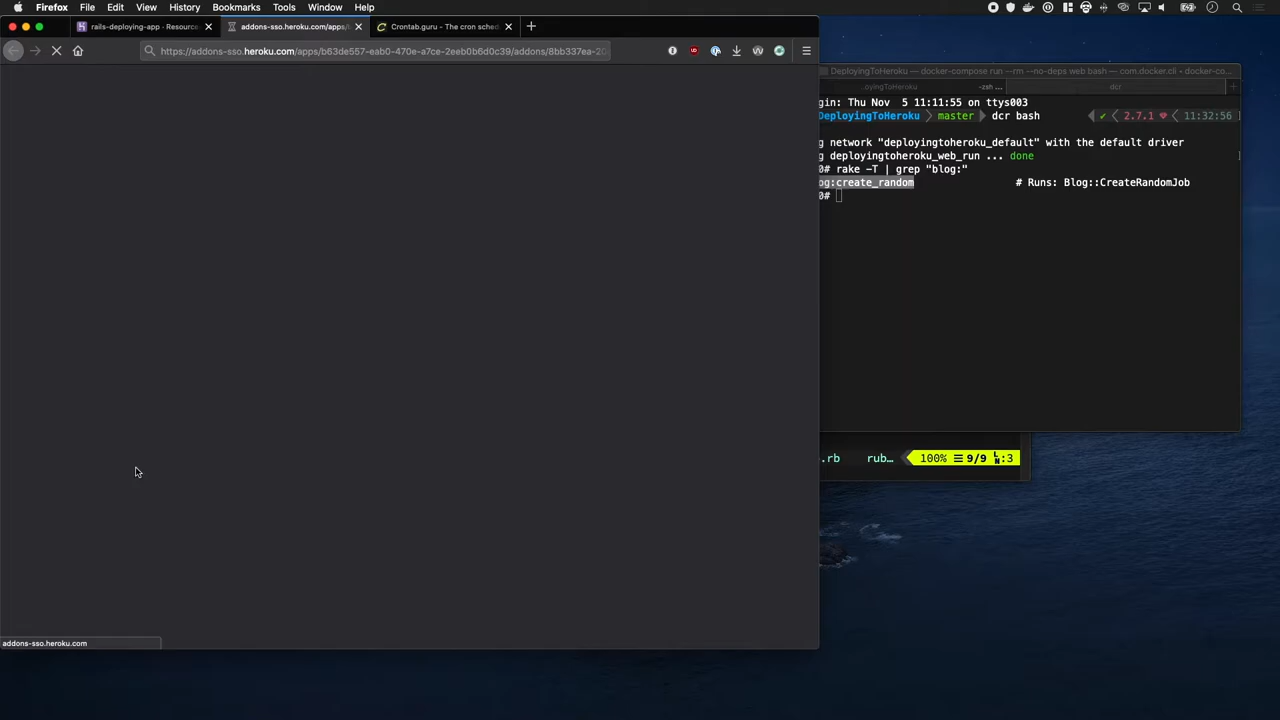 Firefox File Edit View History Bookmarks Tools Window Help
rails-deploying-app - Resource
addons-sso.heroku.com/apps/
Crontab.guru - The cron sched
https://addons-sso.heroku.com/apps/b63de557-eab0-470e-a7ce-2eeb0b6d0c39/addons/8bb337ea-20
DeployingToHeroku — docker-compose run --rm --no-deps web bash — com.docker.cli - docker-co...
..oyingToHeroku -zsh ... dcr
gin: Thu Nov 5 11:11:55 on ttys003
DeployingToHeroku master dcr bash 2.7.1 11:32:56
g network "deployingtoheroku_default" with the default driver
g deployingtoheroku_web_run ... done
0# rake -T | grep "blog:"
og:create_random # Runs: Blog::CreateRandomJob
0#
.rb rub… 100% 9/9 :3
addons-sso.heroku.com